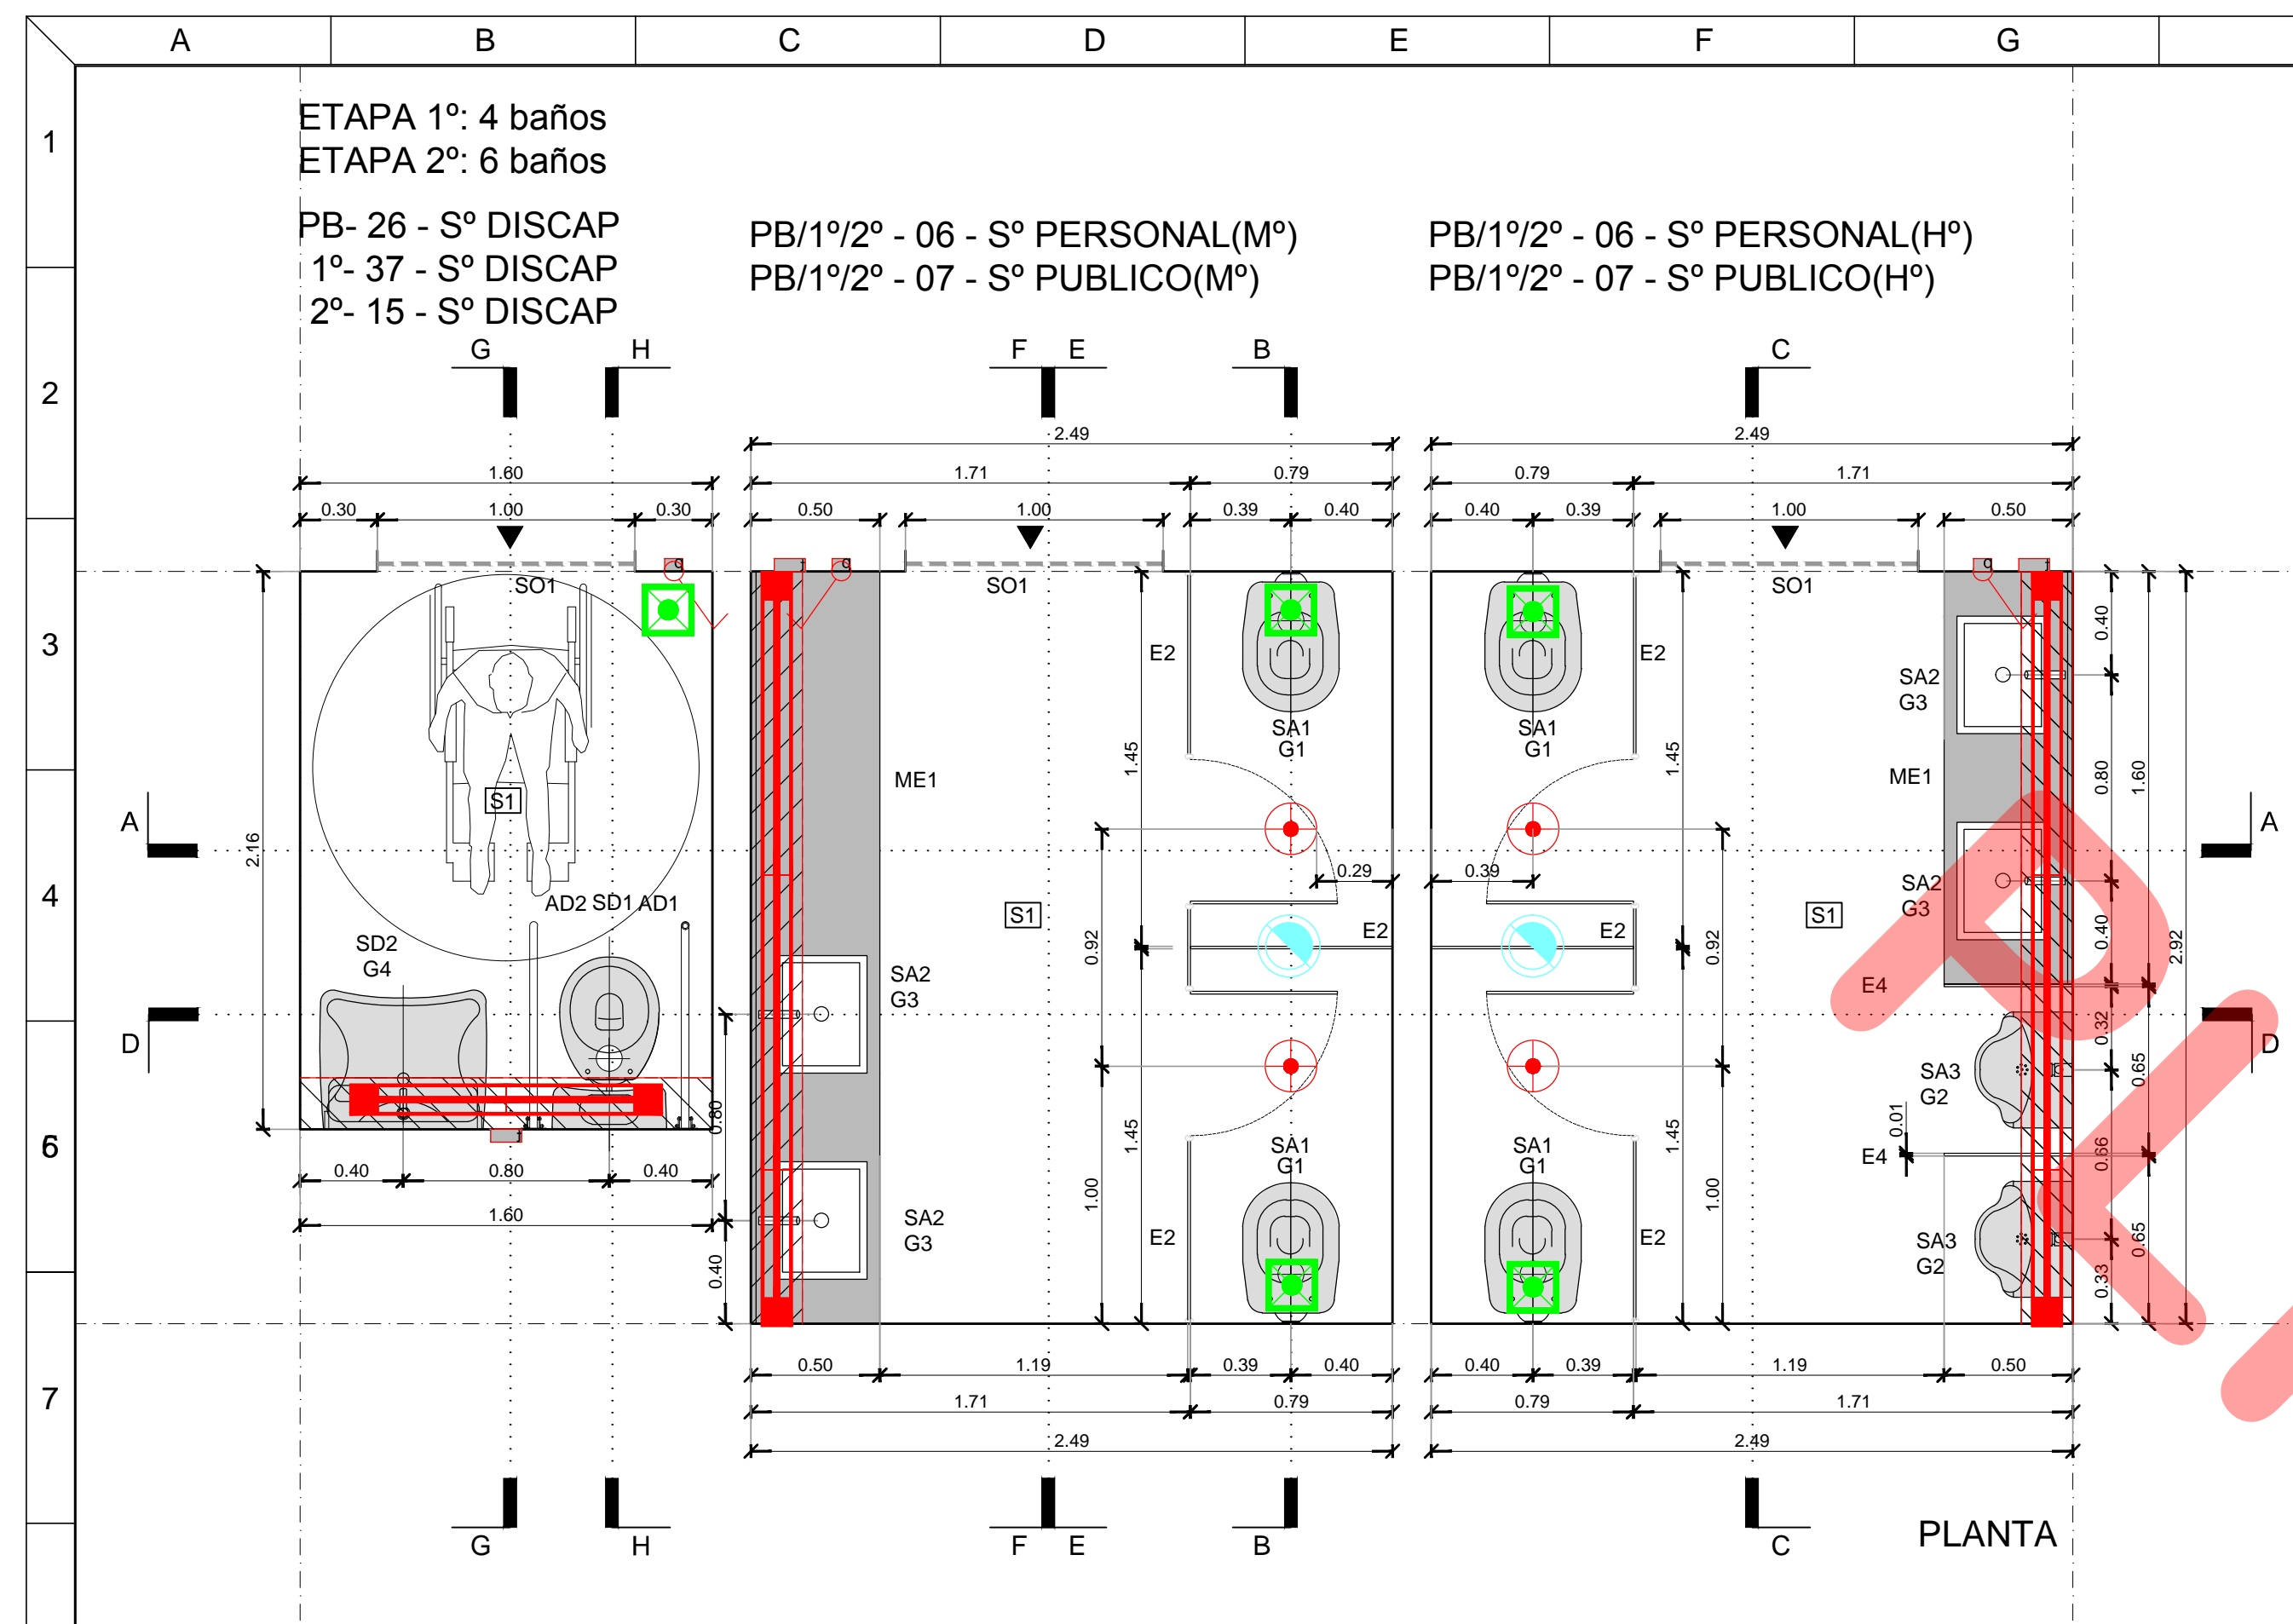 A B C D E F G
1
ETAPA 1º: 4 baños
ETAPA 2º: 6 baños
PB- 26 - Sº DISCAP
1º- 37 - Sº DISCAP
2º- 15 - Sº DISCAP
PB/1º/2º - 06 - Sº PERSONAL(Mº)
PB/1º/2º - 07 - Sº PUBLICO(Mº)
PB/1º/2º - 06 - Sº PERSONAL(Hº)
PB/1º/2º - 07 - Sº PUBLICO(Hº)
G H F E B C
2
2.49 2.49
1.60 1.71 0.79 0.79 1.71
0.30 1.00 0.30 0.50 1.00 0.39 0.40 0.40 0.39 1.00 0.50
SO1 SO1 SO1
3
E2 E2
0.40
SA2
G3
SA1
G1
SA1
G1
1.45 1.45
ME1 ME1
0.80 1.60
S1
A A
2.16
0.29 0.39
4
AD2 SD1 AD1
SA2
G3
S1 S1
SD2
G4
E2 E2
0.92 0.92
0.40 2.92
SA2
G3
E4
D D
0.32
SA3
G2
0.65
0.80
0.01
6
1.45 1.45
SA1
G1
SA1
G1
E4
0.66
0.40 0.80 0.40
1.00 1.00
1.60
SA2
G3
E2 E2
SA3
G2
0.65
0.40
0.33
0.50 1.19 0.39 0.40 0.40 0.39 1.19 0.50
7
1.71 0.79 0.79 1.71
2.49 2.49
G H F E B C
PLANTA